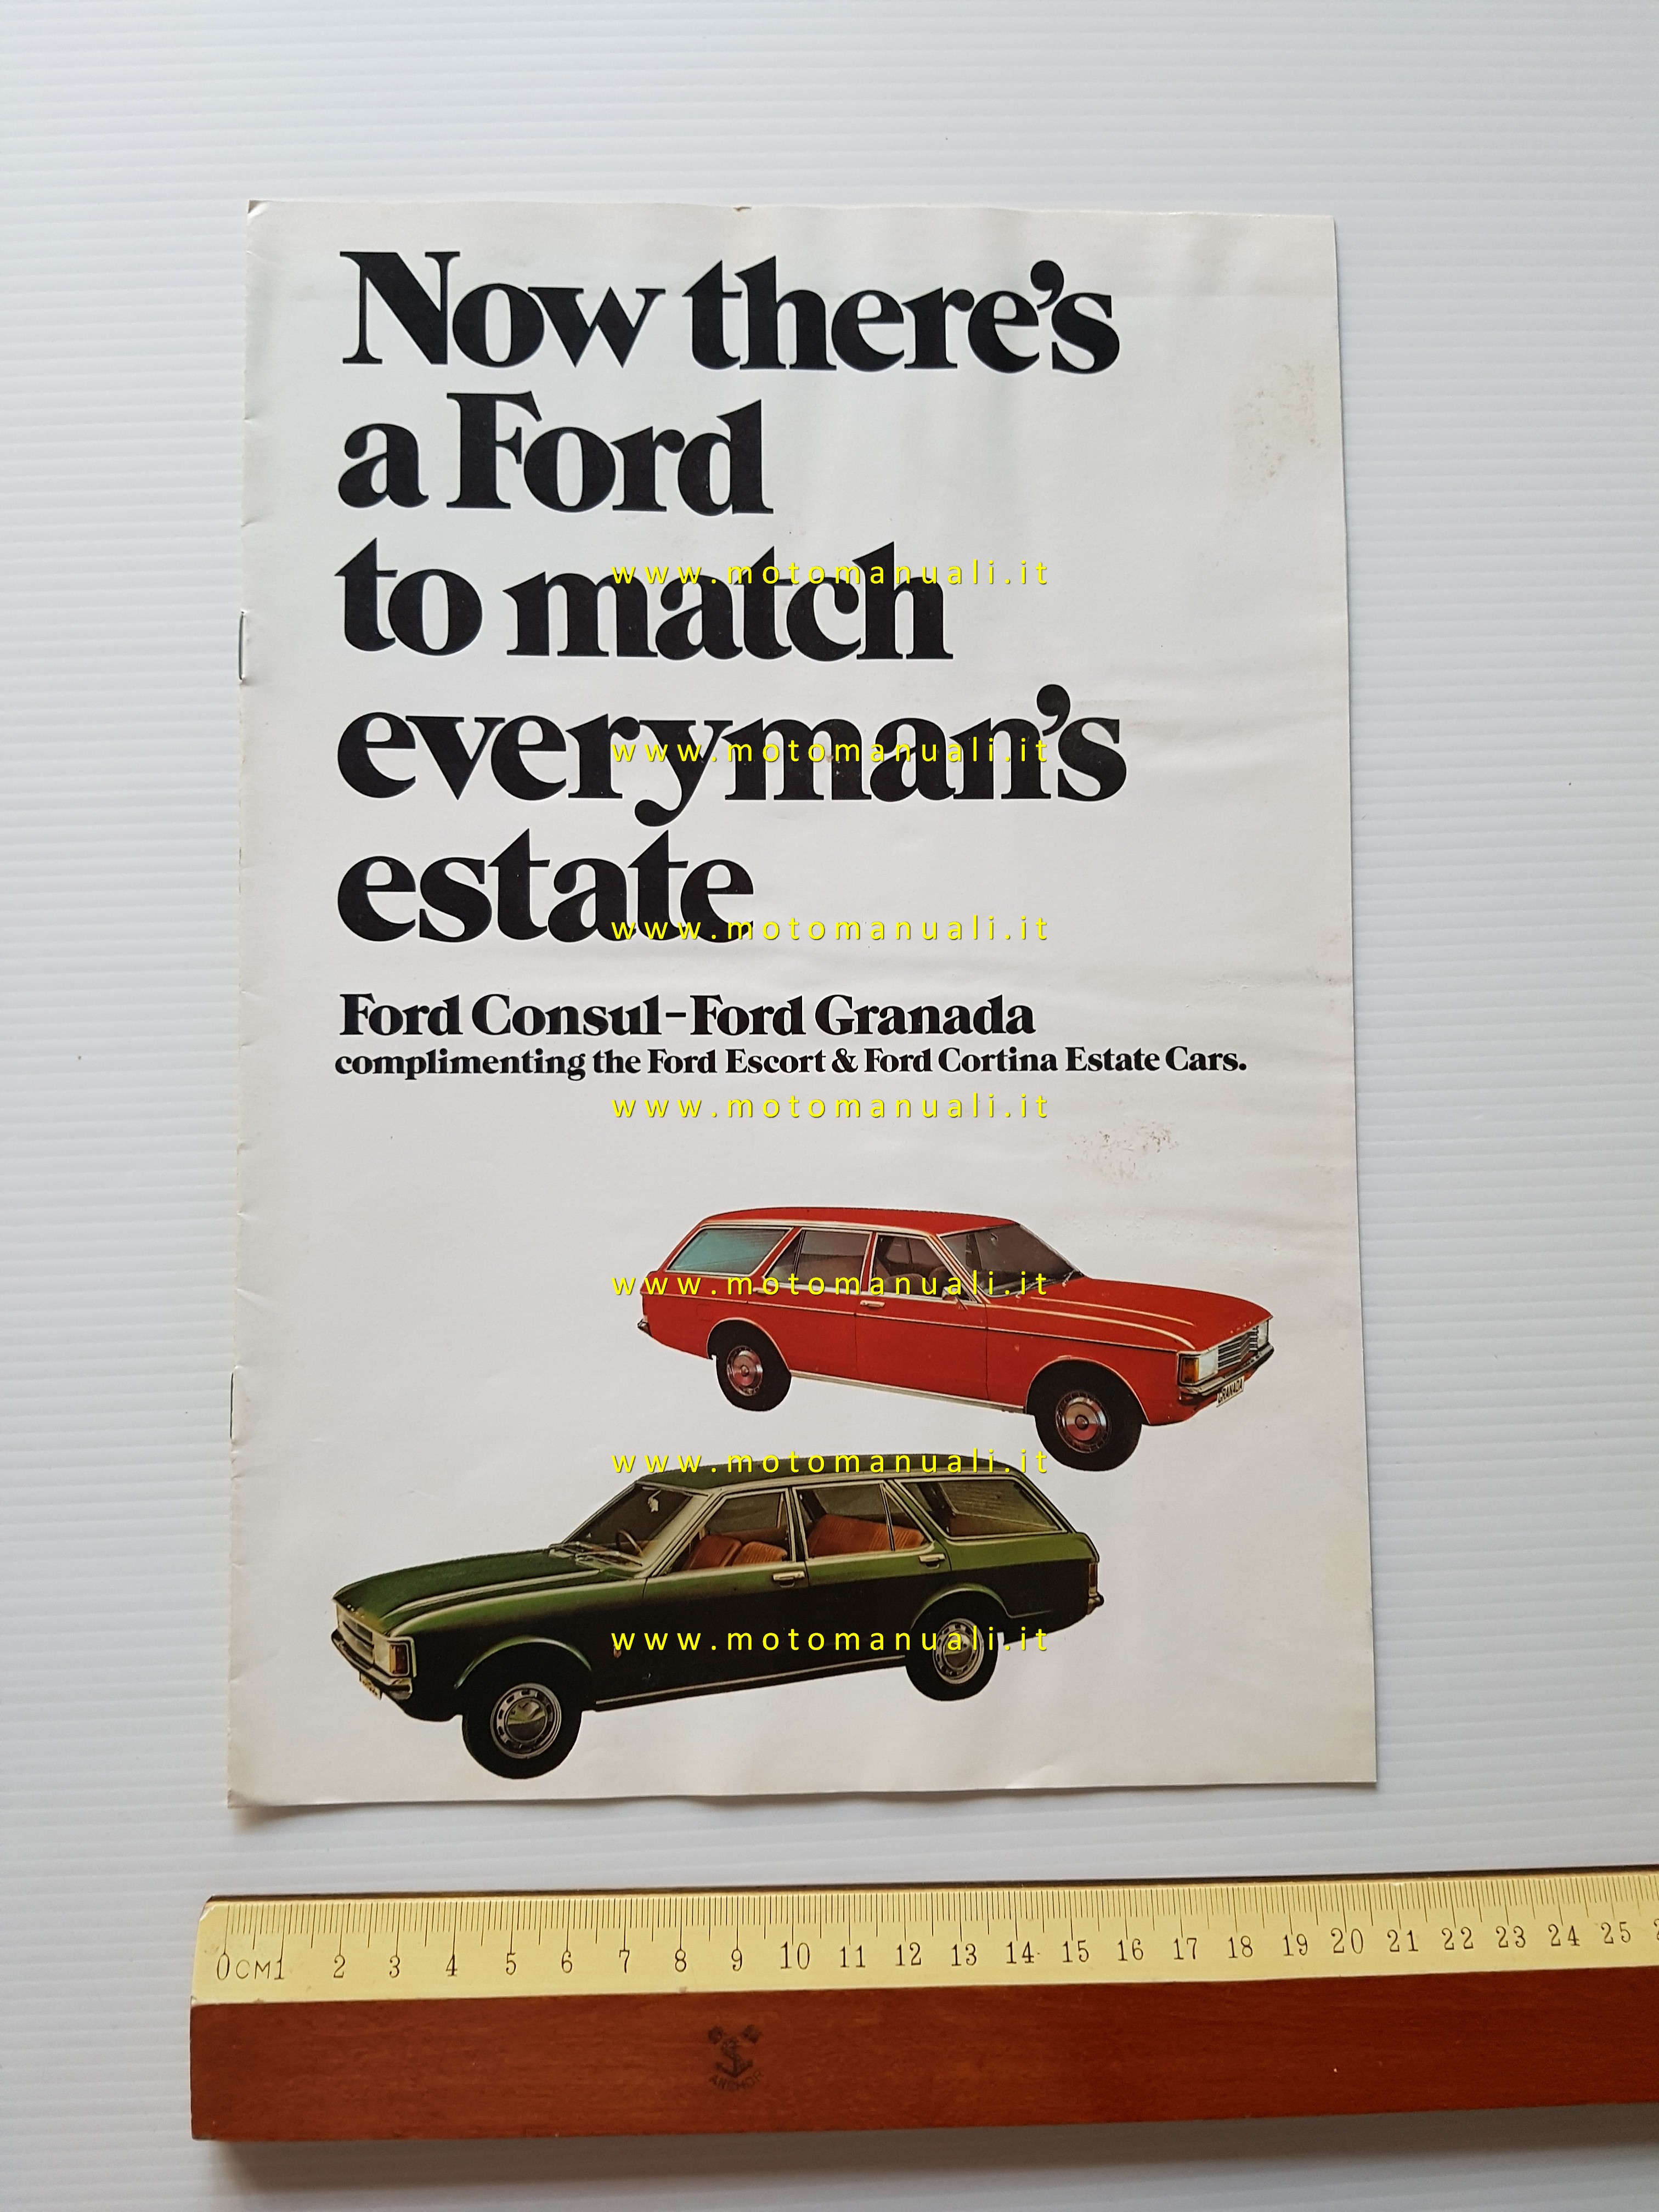 Now there's
a Ford
to match
www.motomanuali.it
everyman's
www.motomanuali.it
estate
www.motomanuali.it
Ford Consul-Ford Granada
complimenting the Ford Escort & Ford Cortina Estate Cars.
www.motomanuali.it
www.motomanuali.it
GRANADA
www.motomanuali.it
www.motomanuali.it
0CM1 2 3 4 5 6 7 8 9 10 11 12 13 14 15 16 17 18 19 20 21 22 23 24 25